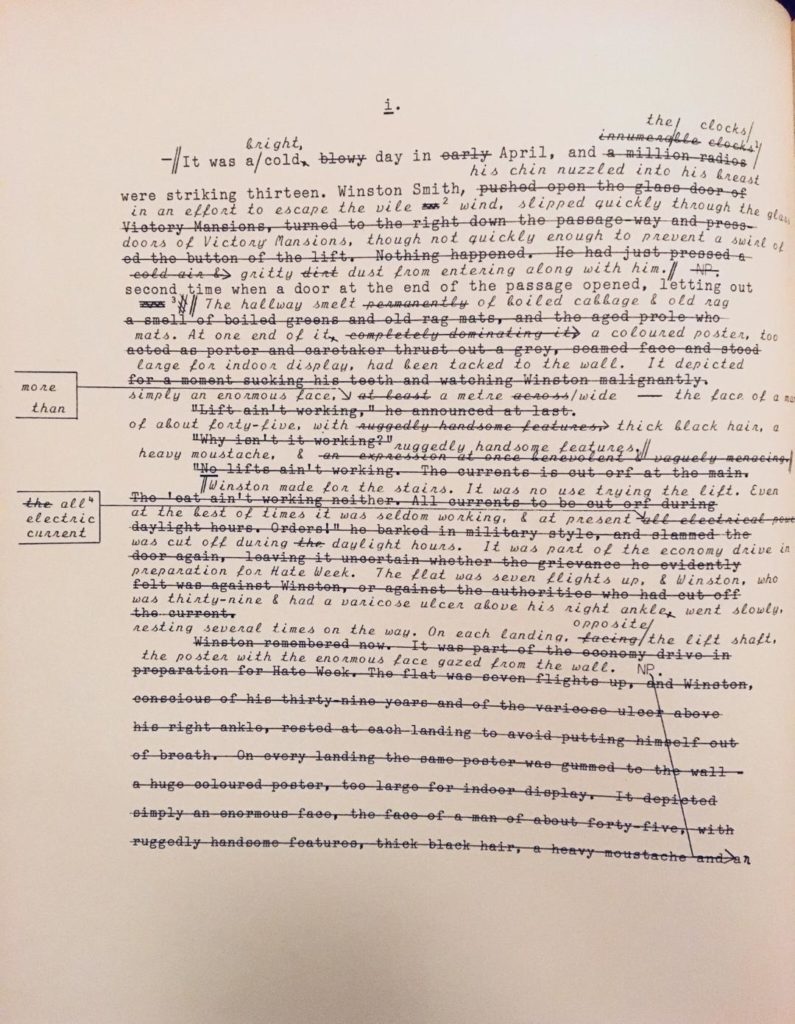 i.
the clocks
innumerable clocks
bright,
It was a cold blowy day in early April, and a million radios
his chin nuzzled into his breast
were striking thirteen. Winston Smith, pushed open the glass door of
in an effort to escape the vile 2 wind, slipped quickly through the glass
Victory Mansions, turned to the right down the passage-way and press-
doors of Victory Mansions, though not quickly enough to prevent a swirl of
ed the button of the lift. Nothing happened. He had just pressed a
cold air & gritty dirt dust from entering along with him. NP.
second time when a door at the end of the passage opened, letting out
3 The hallway smelt permanently of boiled cabbage & old rag
a smell of boiled greens and old rag mats, and the aged prole who
mats. At one end of it, completely dominating it, a coloured poster, too
acted as porter and caretaker thrust out a grey, seamed face and stood
large for indoor display, had been tacked to the wall. It depicted
for a moment sucking his teeth and watching Winston malignantly.
more
than
simply an enormous face, at least a metre across wide — the face of a man
"Lift ain't working," he announced at last.
of about forty-five, with ruggedly handsome features, thick black hair, a
"Why isn't it working?"
ruggedly handsome features.
heavy moustache, & an expression at once benevolent & vaguely menacing.
"No lifts ain't working. The currents is cut orf at the main.
Winston made for the stairs. It was no use trying the lift. Even
the all 4
electric
current
The 'eat ain't working neither. All currents to be cut orf during
at the best of times it was seldom working, & at present all electrical power
daylight hours. Orders!" he barked in military style, and slammed the
was cut off during the daylight hours. It was part of the economy drive in
door again, leaving it uncertain whether the grievance he evidently
preparation for Hate Week. The flat was seven flights up, & Winston, who
felt was against Winston, or against the authorities who had cut off
was thirty-nine & had a varicose ulcer above his right ankle, went slowly,
the current.
opposite
resting several times on the way. On each landing, facing the lift shaft,
Winston remembered now. It was part of the economy drive in
the poster with the enormous face gazed from the wall. NP.
preparation for Hate Week. The flat was seven flights up, and Winston,
conscious of his thirty-nine years and of the varicose ulcer above
his right ankle, rested at each landing to avoid putting himself out
of breath. On every landing the same poster was gummed to the wall -
a huge coloured poster, too large for indoor display. It depicted
simply an enormous face, the face of a man of about forty-five, with
ruggedly handsome features, thick black hair, a heavy moustache and an